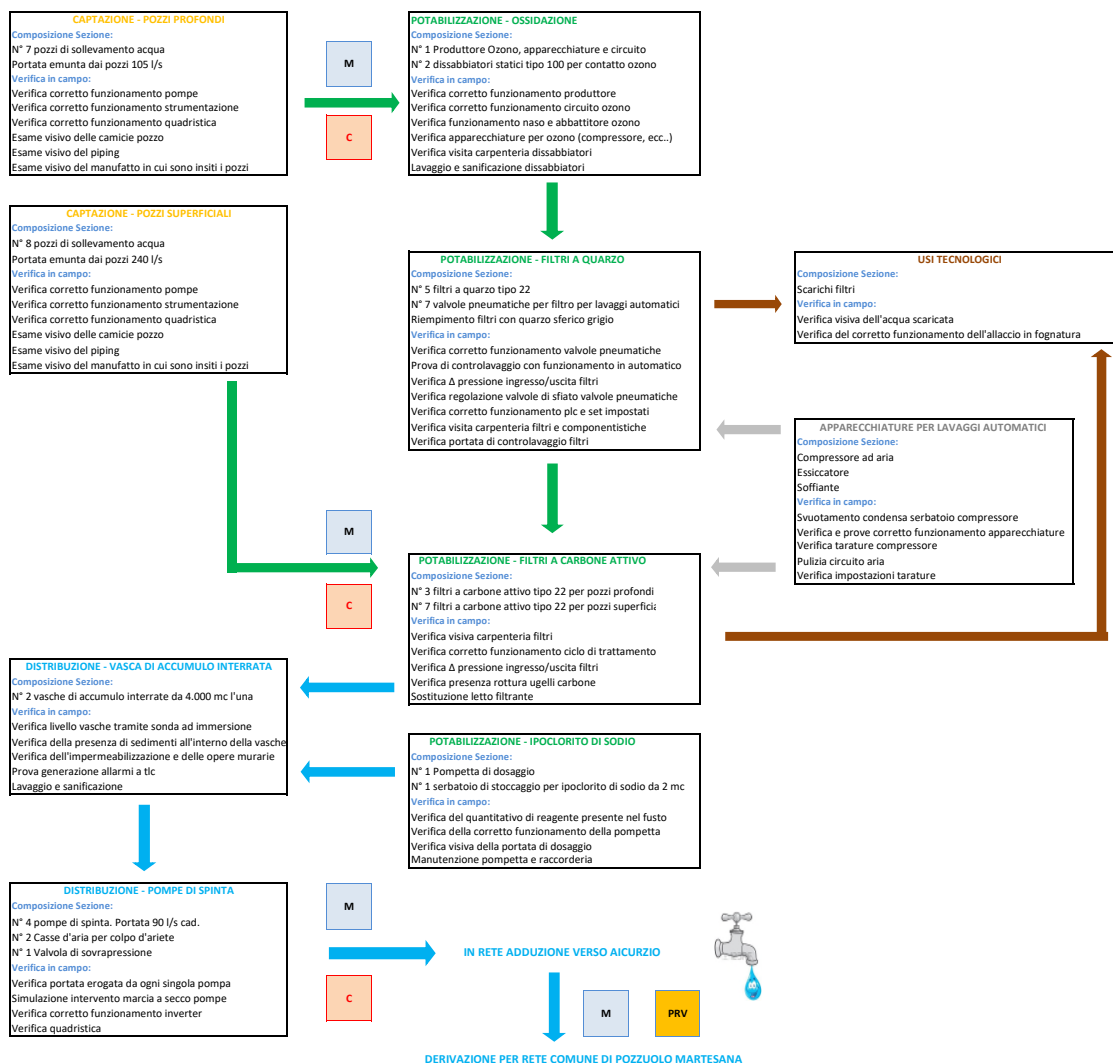 CAPTAZIONE - POZZI PROFONDI
Composizione Sezione:
N° 7 pozzi di sollevamento acqua
Portata emunta dai pozzi 105 l/s
Verifica in campo:
Verifica corretto funzionamento pompe
Verifica corretto funzionamento strumentazione
Verifica corretto funzionamento quadristica
Esame visivo delle camicie pozzo
Esame visivo del piping
Esame visivo del manufatto in cui sono insiti i pozzi
M
C
POTABILIZZAZIONE - OSSIDAZIONE
Composizione Sezione:
N° 1 Produttore Ozono, apparecchiature e circuito
N° 2 dissabbiatori statici tipo 100 per contatto ozono
Verifica in campo:
Verifica corretto funzionamento produttore
Verifica corretto funzionamento circuito ozono
Verifica funzionamento naso e abbattitore ozono
Verifica apparecchiature per ozono (compressore, ecc..)
Verifica visita carpenteria dissabbiatori
Lavaggio e sanificazione dissabbiatori
CAPTAZIONE - POZZI SUPERFICIALI
Composizione Sezione:
N° 8 pozzi di sollevamento acqua
Portata emunta dai pozzi 240 l/s
Verifica in campo:
Verifica corretto funzionamento pompe
Verifica corretto funzionamento strumentazione
Verifica corretto funzionamento quadristica
Esame visivo delle camicie pozzo
Esame visivo del piping
Esame visivo del manufatto in cui sono insiti i pozzi
POTABILIZZAZIONE - FILTRI A QUARZO
Composizione Sezione:
N° 5 filtri a quarzo tipo 22
N° 7 valvole pneumatiche per filtro per lavaggi automatici
Riempimento filtri con quarzo sferico grigio
Verifica in campo:
Verifica corretto funzionamento valvole pneumatiche
Prova di controlavaggio con funzionamento in automatico
Verifica Δ pressione ingresso/uscita filtri
Verifica regolazione valvole di sfiato valvole pneumatiche
Verifica corretto funzionamento plc e set impostati
Verifica visita carpenteria filtri e componentistiche
Verifica portata di controlavaggio filtri
USI TECNOLOGICI
Composizione Sezione:
Scarichi filtri
Verifica in campo:
Verifica visiva dell'acqua scaricata
Verifica del corretto funzionamento dell'allaccio in fognatura
APPARECCHIATURE PER LAVAGGI AUTOMATICI
Composizione Sezione:
Compressore ad aria
Essiccatore
Soffiante
Verifica in campo:
Svuotamento condensa serbatoio compressore
Verifica e prove corretto funzionamento apparecchiature
Verifica tarature compressore
Pulizia circuito aria
Verifica impostazioni tarature
M
C
POTABILIZZAZIONE - FILTRI A CARBONE ATTIVO
Composizione Sezione:
N° 3 filtri a carbone attivo tipo 22 per pozzi profondi
N° 7 filtri a carbone attivo tipo 22 per pozzi superficia
Verifica in campo:
Verifica visiva carpenteria filtri
Verifica corretto funzionamento ciclo di trattamento
Verifica Δ pressione ingresso/uscita filtri
Verifica presenza rottura ugelli carbone
Sostituzione letto filtrante
DISTRIBUZIONE - VASCA DI ACCUMULO INTERRATA
Composizione Sezione:
N° 2 vasche di accumulo interrate da 4.000 mc l'una
Verifica in campo:
Verifica livello vasche tramite sonda ad immersione
Verifica della presenza di sedimenti all'interno della vasche
Verifica dell'impermeabilizzazione e delle opere murarie
Prova generazione allarmi a tlc
Lavaggio e sanificazione
POTABILIZZAZIONE - IPOCLORITO DI SODIO
Composizione Sezione:
N° 1 Pompetta di dosaggio
N° 1 serbatoio di stoccaggio per ipoclorito di sodio da 2 mc
Verifica in campo:
Verifica del quantitativo di reagente presente nel fusto
Verifica della corretto funzionamento della pompetta
Verifica visiva della portata di dosaggio
Manutenzione pompetta e raccorderia
DISTRIBUZIONE - POMPE DI SPINTA
Composizione Sezione:
N° 4 pompe di spinta. Portata 90 l/s cad.
N° 2 Casse d'aria per colpo d'ariete
N° 1 Valvola di sovrapressione
Verifica in campo:
Verifica portata erogata da ogni singola pompa
Simulazione intervento marcia a secco pompe
Verifica corretto funzionamento inverter
Verifica quadristica
M
C
IN RETE ADDUZIONE VERSO AICURZIO
M
PRV
DERIVAZIONE PER RETE COMUNE DI POZZUOLO MARTESANA